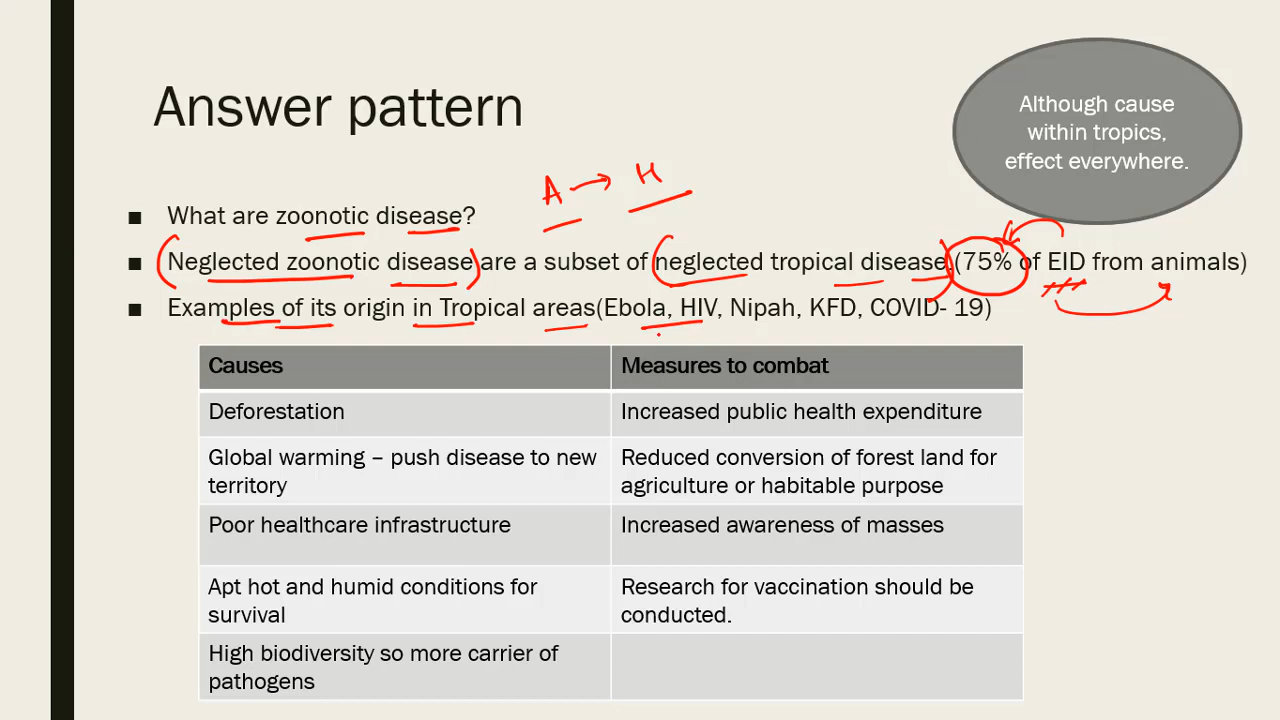 Although cause
within tropics,
effect everywhere.
Answer pattern
A → H
What are zoonotic disease?
Neglected zoonotic disease are a subset of neglected tropical disease.(75% of EID from animals)
Examples of its origin in Tropical areas(Ebola, HIV, Nipah, KFD, COVID- 19)
Causes
Measures to combat
Deforestation
Increased public health expenditure
Global warming – push disease to new
territory
Reduced conversion of forest land for
agriculture or habitable purpose
Poor healthcare infrastructure
Increased awareness of masses
Apt hot and humid conditions for
survival
Research for vaccination should be
conducted.
High biodiversity so more carrier of
pathogens